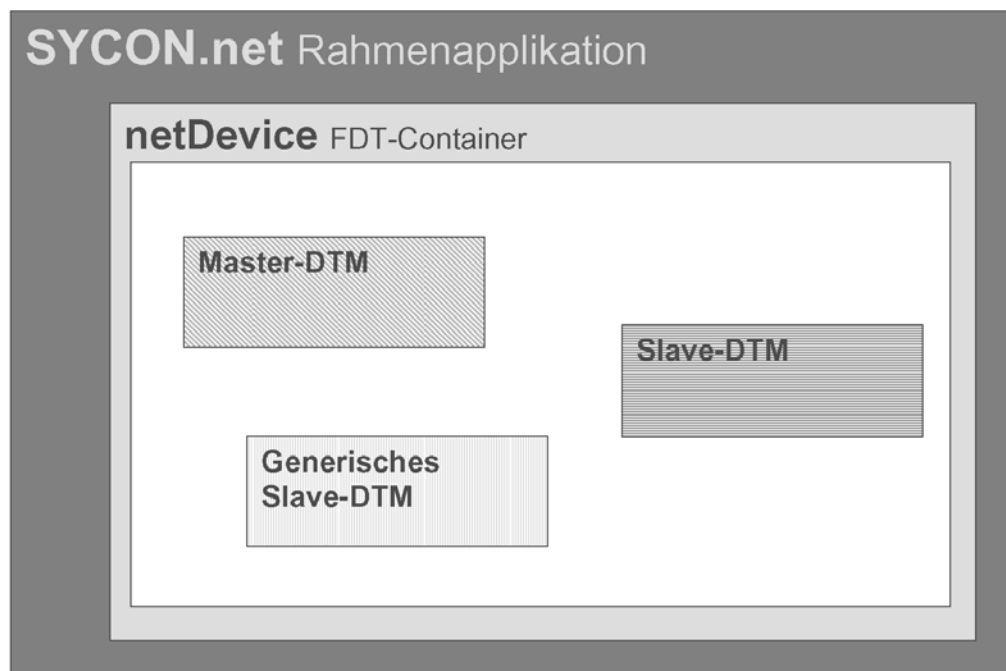 SYCON.net Rahmenapplikation
netDevice FDT-Container
Master-DTM
Slave-DTM
Generisches
Slave-DTM